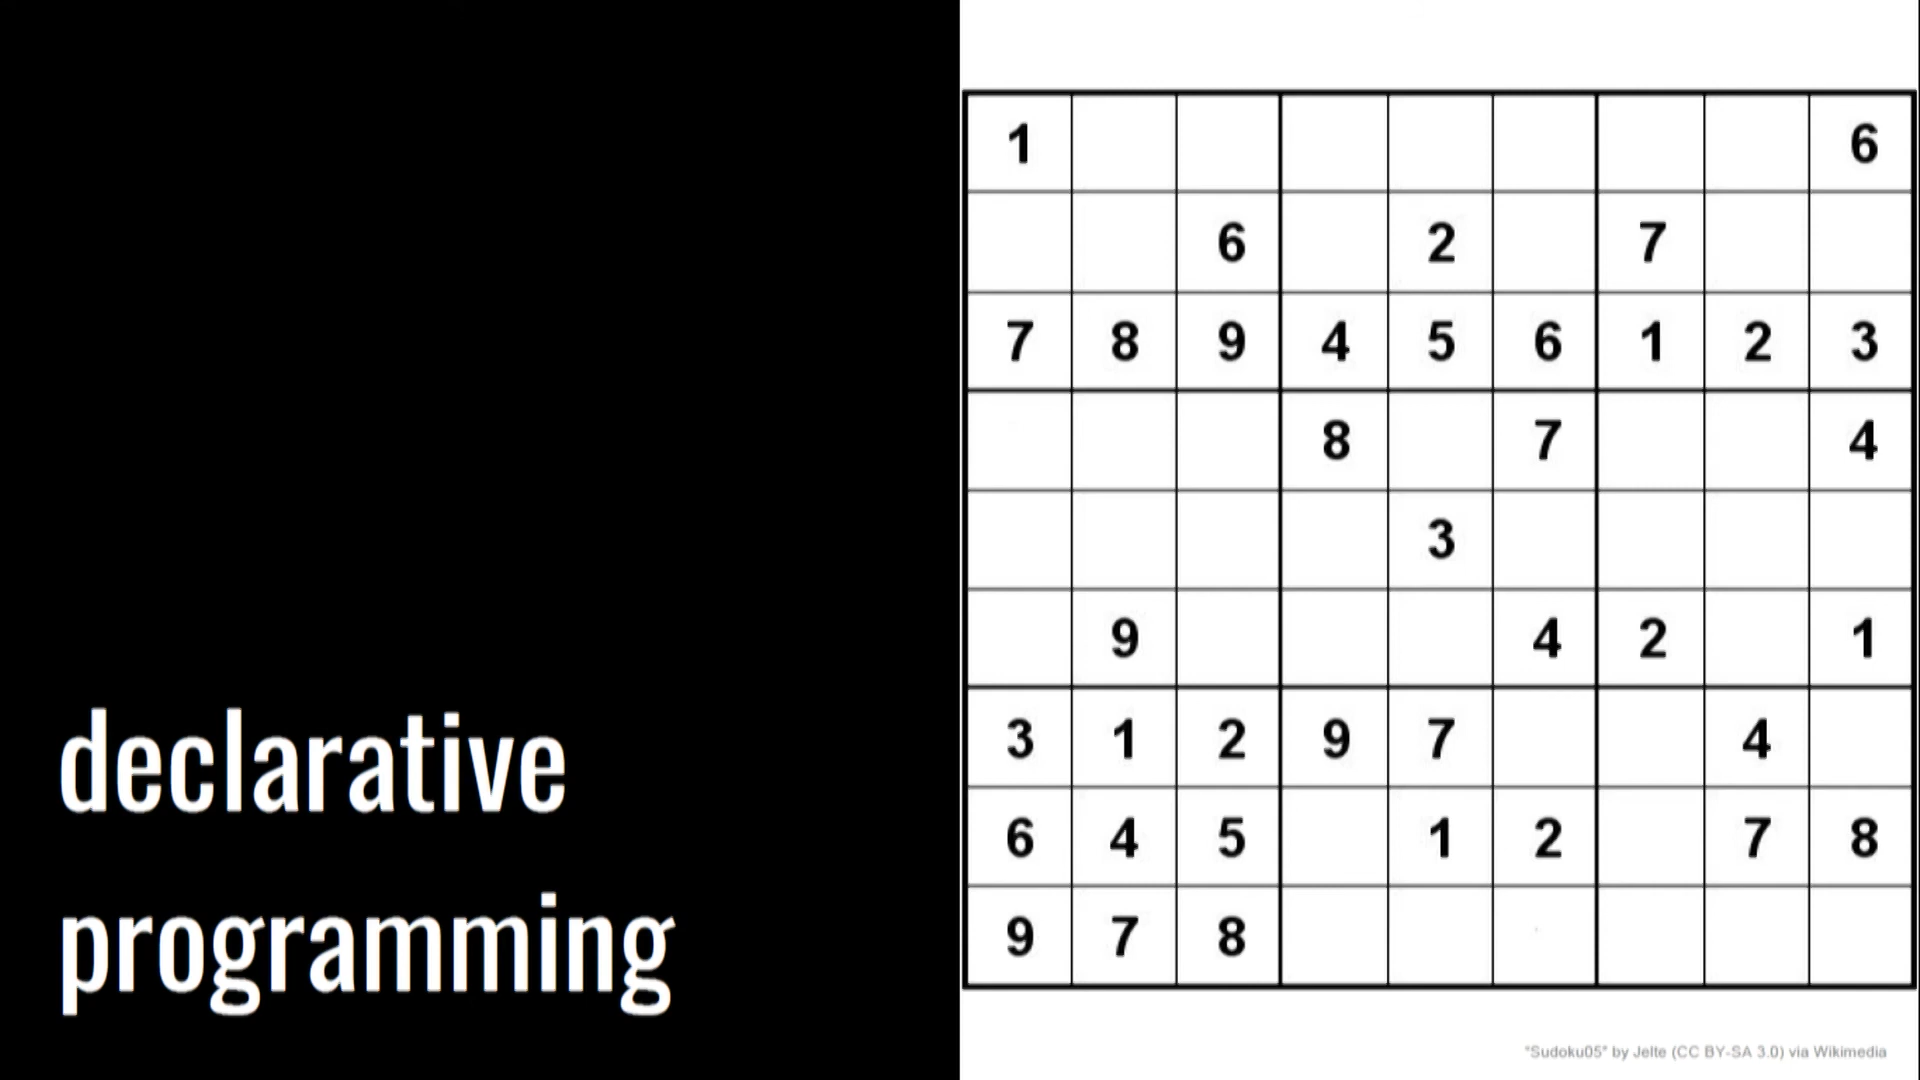 declarative
programming
1 6
6 2 7
7 8 9 4 5 6 1 2 3
8 7 4
3
9 4 2 1
3 1 2 9 7 4
6 4 5 1 2 7 8
9 7 8
"Sudoku05" by Jelte (CC BY-SA 3.0) via Wikimedia